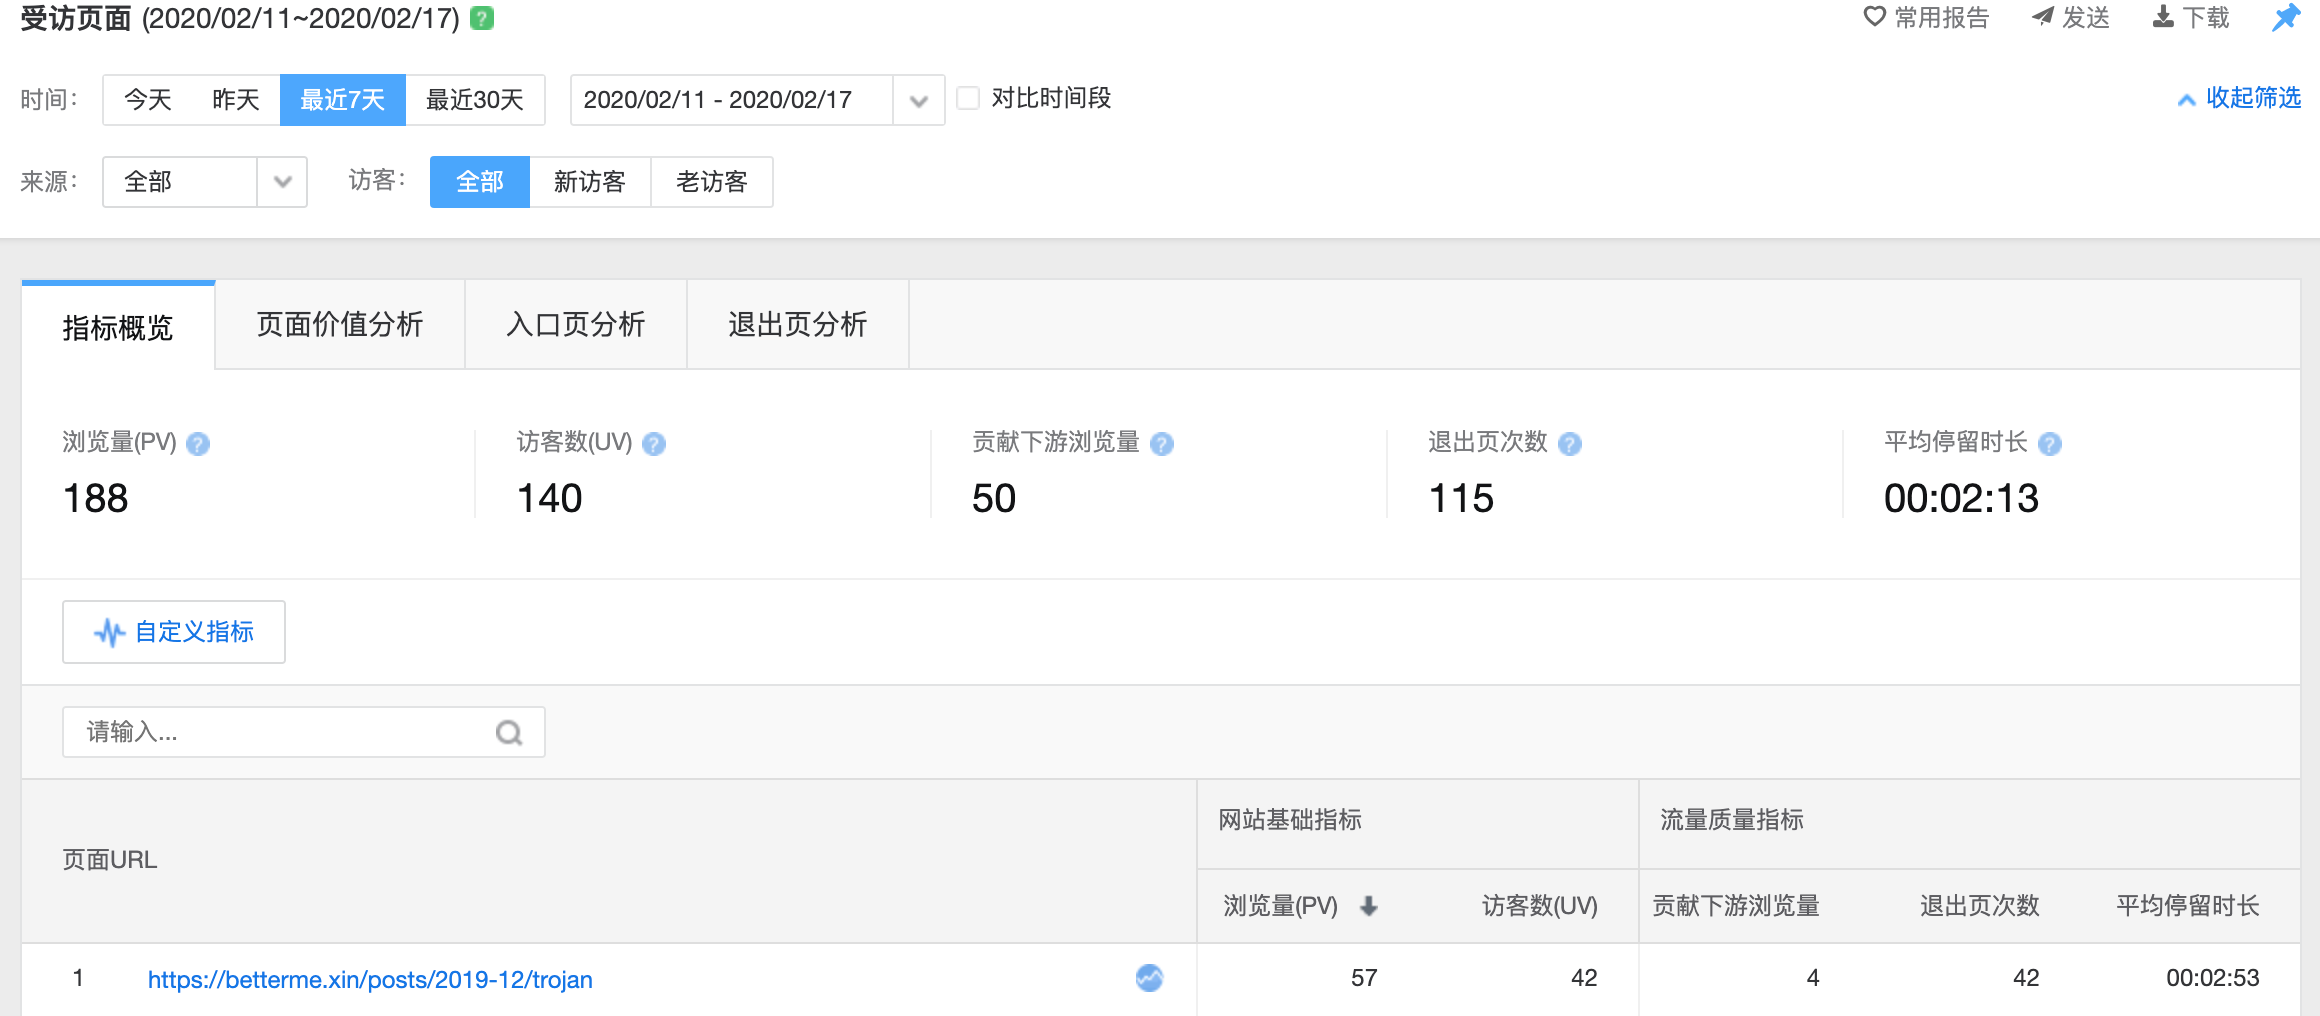 受访页面 (2020/02/11~2020/02/17) ?
常用报告 发送 下载
时间: 今天 昨天 最近7天 最近30天 2020/02/11 - 2020/02/17 对比时间段 收起筛选
来源: 全部 访客: 全部 新访客 老访客
指标概览 页面价值分析 入口页分析 退出页分析
浏览量(PV) ? 访客数(UV) ? 贡献下游浏览量 ? 退出页次数 ? 平均停留时长 ?
188 140 50 115 00:02:13
自定义指标
请输入...
网站基础指标 流量质量指标
页面URL
浏览量(PV) 访客数(UV) 贡献下游浏览量 退出页次数 平均停留时长
1 https://betterme.xin/posts/2019-12/trojan 57 42 4 42 00:02:53